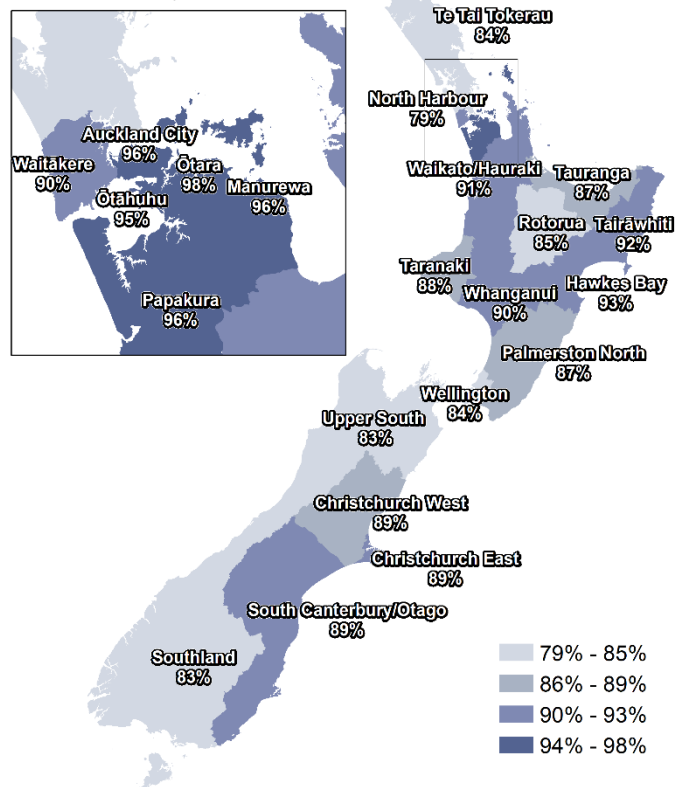 Te Tai Tokerau
84%
North Harbour
79%
Auckland City
96%
Waitākere
90%
Ōtara
98%
Manurewa
96%
Ōtāhuhu
95%
Papakura
96%
Waikato/Hauraki
91%
Tauranga
87%
Rotorua
85%
Tairāwhiti
92%
Taranaki
88%
Hawkes Bay
93%
Whanganui
90%
Palmerston North
87%
Wellington
84%
Upper South
83%
Christchurch West
89%
Christchurch East
89%
South Canterbury/Otago
89%
Southland
83%
79% - 85%
86% - 89%
90% - 93%
94% - 98%